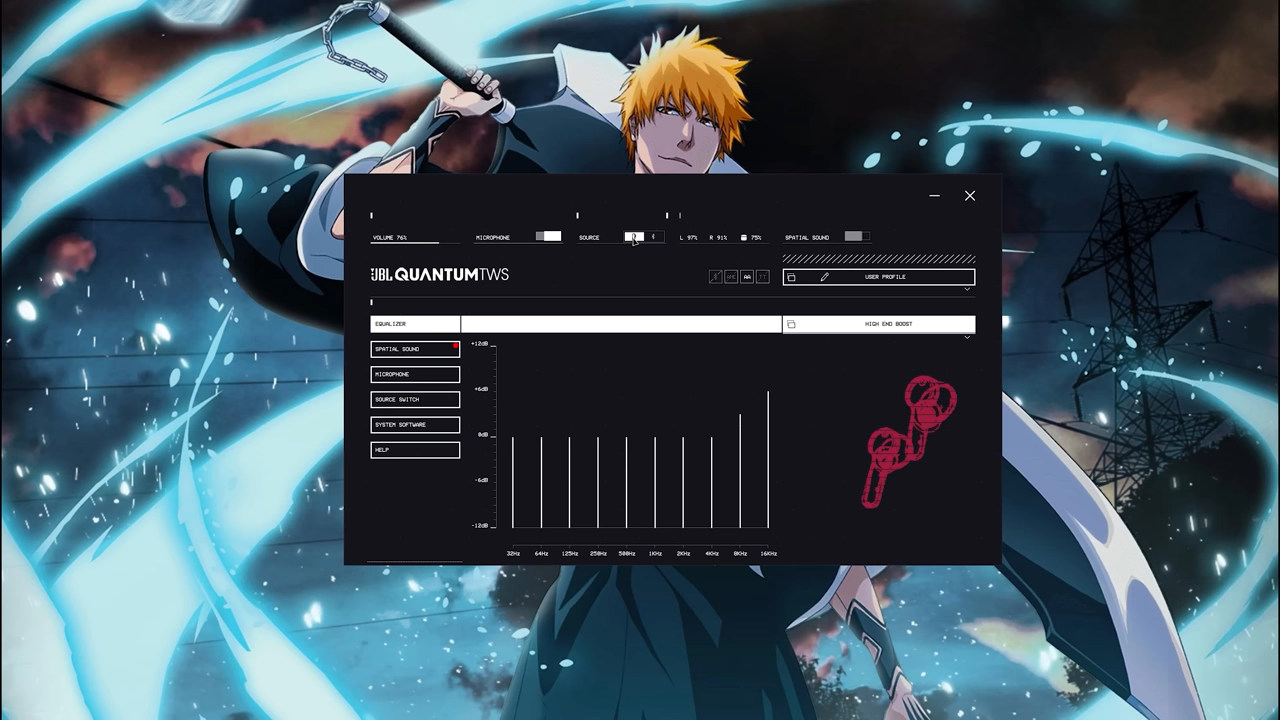 VOLUME 76%
MICROPHONE
SOURCE
L 97% R 91% 75%
SPATIAL SOUND
JBL QUANTUMTWS
AA
USER PROFILE
EQUALIZER
HIGH END BOOST
SPATIAL SOUND
MICROPHONE
SOURCE SWITCH
SYSTEM SOFTWARE
HELP
+12dB
+6dB
0dB
-6dB
-12dB
32Hz 64Hz 125Hz 250Hz 500Hz 1KHz 2KHz 4KHz 8KHz 16KHz